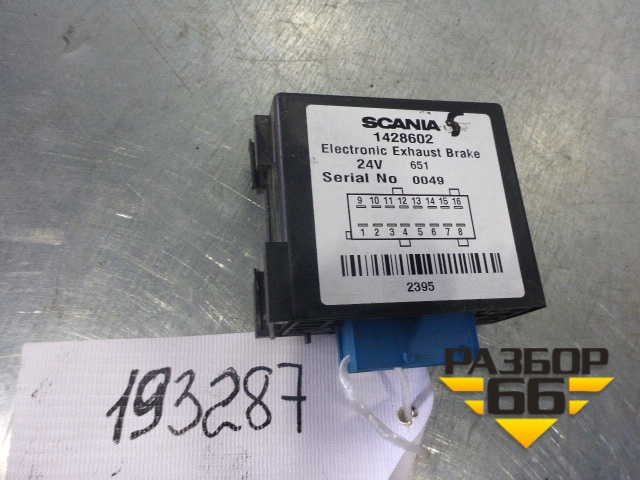 SCANIA 5
1428602
Electronic Exhaust Brake
24V 651
Serial No 0049
9 10 11 12 13 14 15 16
1 2 3 4 5 6 7 8
2395
193287
РАЗБОР
66